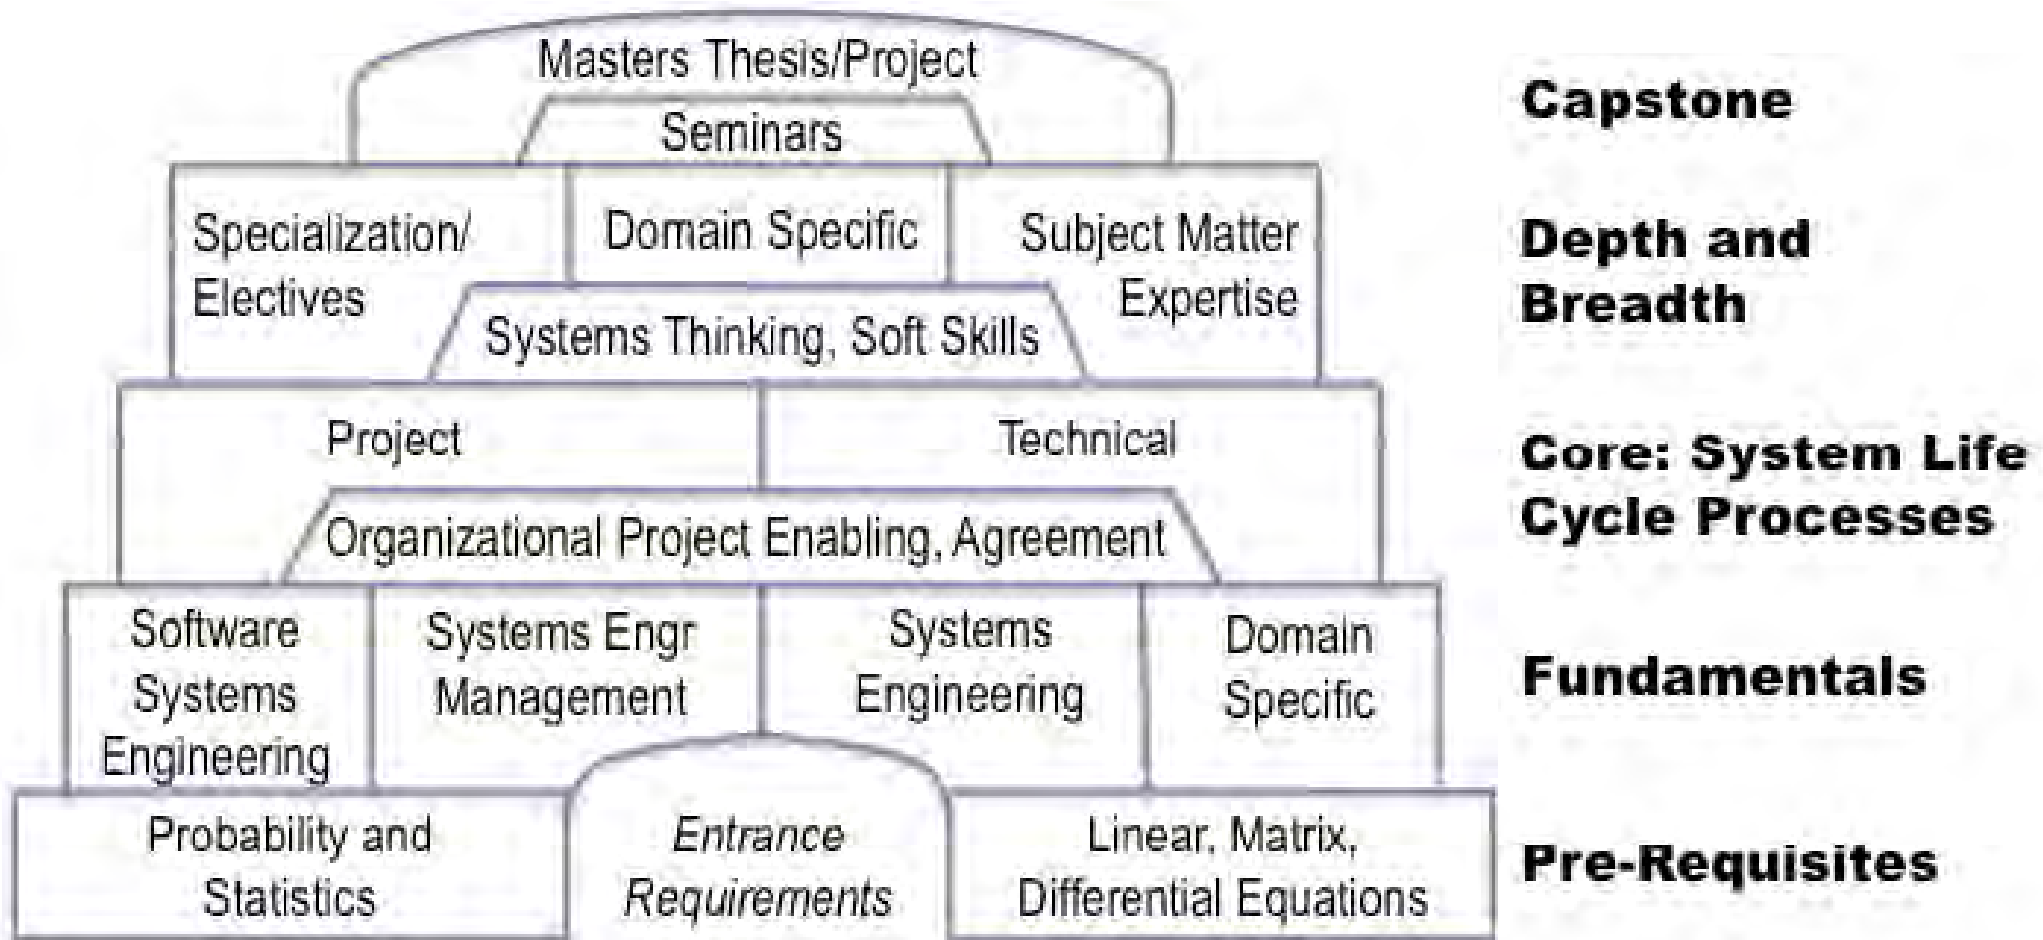 Masters Thesis/Project
Seminars
Capstone
Specialization/
Electives
Domain Specific
Subject Matter
Expertise
Systems Thinking, Soft Skills
Depth and
Breadth
Project
Technical
Organizational Project Enabling, Agreement
Core: System Life
Cycle Processes
Software
Systems
Engineering
Systems Engr
Management
Systems
Engineering
Domain
Specific
Fundamentals
Probability and
Statistics
Entrance
Requirements
Linear, Matrix,
Differential Equations
Pre-Requisites